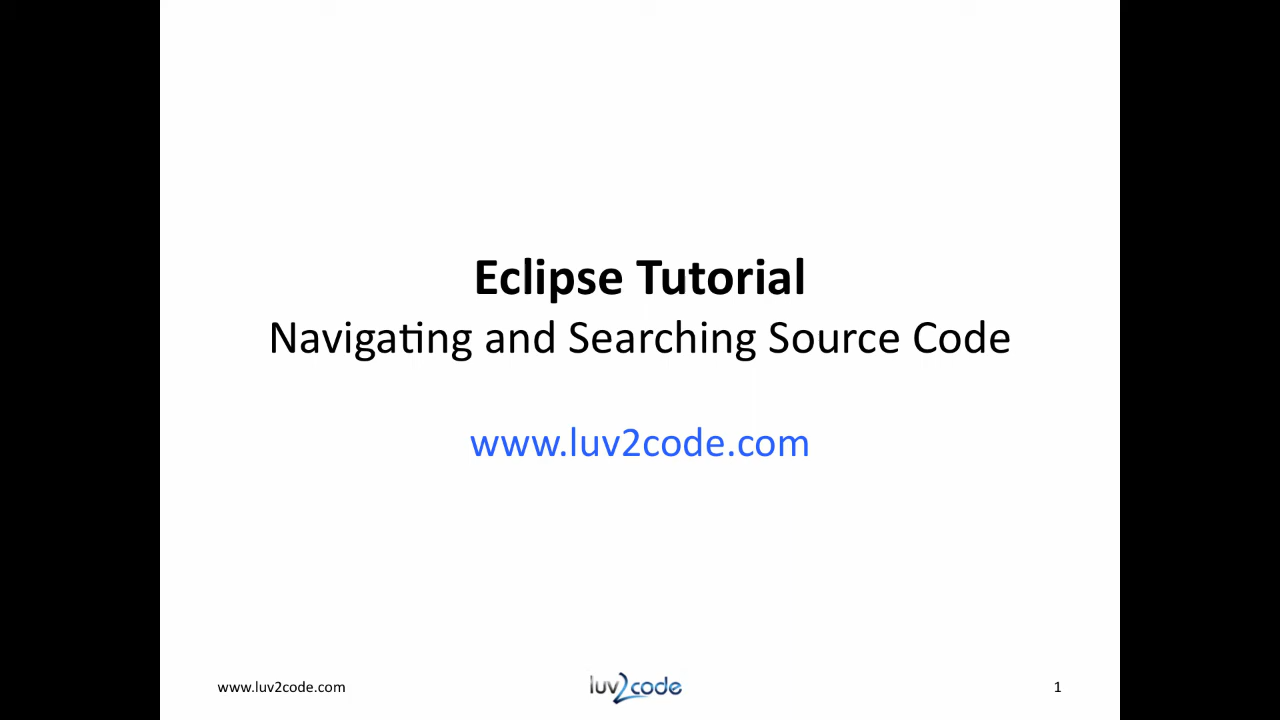 Eclipse Tutorial
Navigating and Searching Source Code
www.luv2code.com
www.luv2code.com
luv2code
1